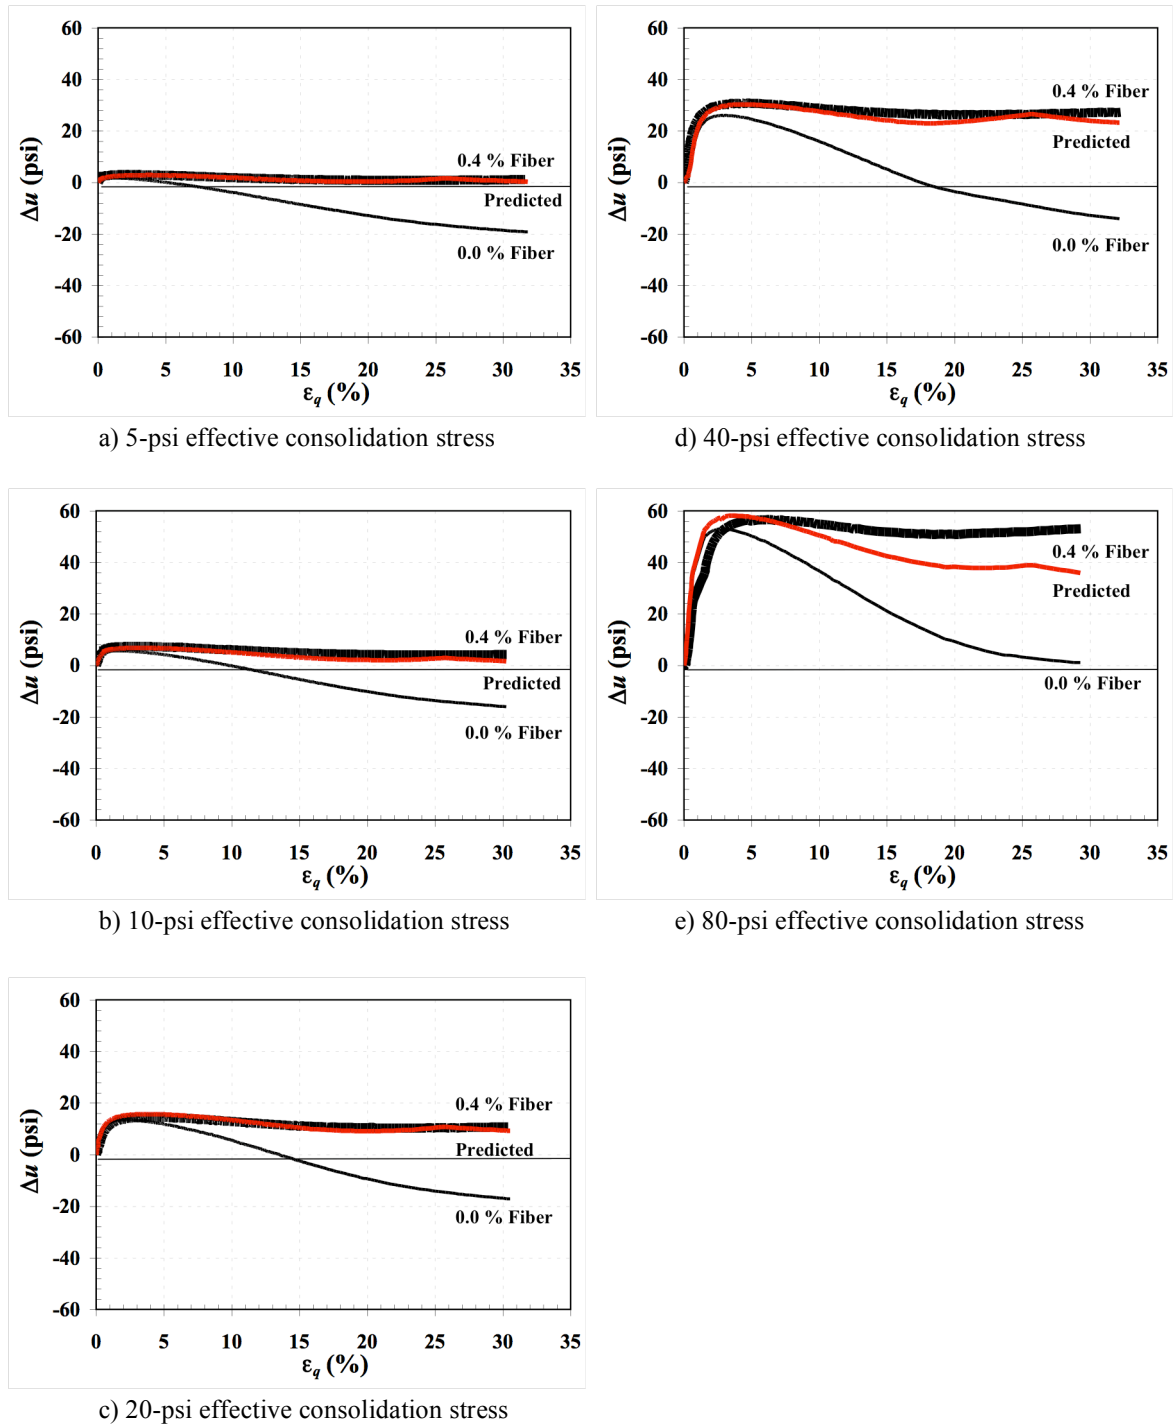 60
40
20
0
-20
-40
-60
Δu (psi)
0.4 % Fiber
Predicted
0.0 % Fiber
0 5 10 15 20 25 30 35
εq (%)
a) 5-psi effective consolidation stress
60
40
20
0
-20
-40
-60
Δu (psi)
0.4 % Fiber
Predicted
0.0 % Fiber
0 5 10 15 20 25 30 35
εq (%)
d) 40-psi effective consolidation stress
60
40
20
0
-20
-40
-60
Δu (psi)
0.4 % Fiber
Predicted
0.0 % Fiber
0 5 10 15 20 25 30 35
εq (%)
b) 10-psi effective consolidation stress
60
40
20
0
-20
-40
-60
Δu (psi)
0.4 % Fiber
Predicted
0.0 % Fiber
0 5 10 15 20 25 30 35
εq (%)
e) 80-psi effective consolidation stress
60
40
20
0
-20
-40
-60
Δu (psi)
0.4 % Fiber
Predicted
0.0 % Fiber
0 5 10 15 20 25 30 35
εq (%)
c) 20-psi effective consolidation stress